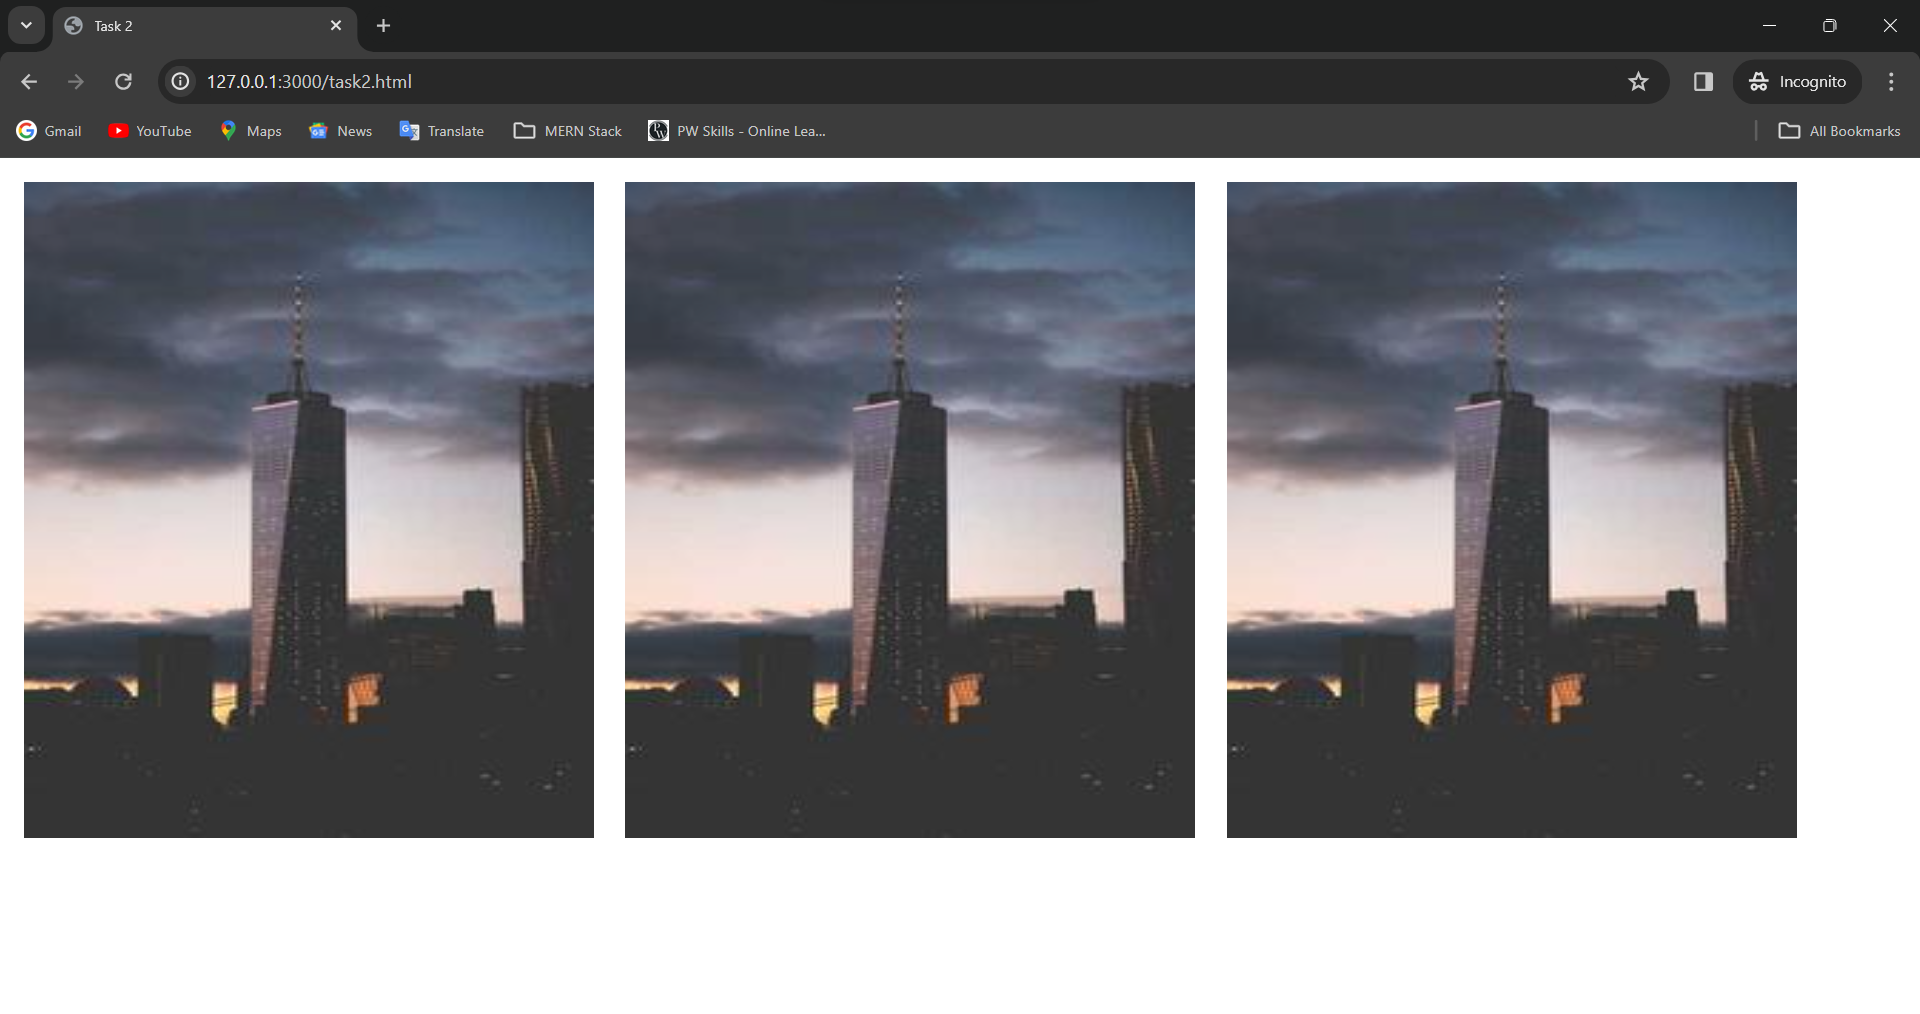 Task 2
127.0.0.1:3000/task2.html
Incognito
Gmail YouTube Maps News Translate MERN Stack PW Skills - Online Lea... All Bookmarks